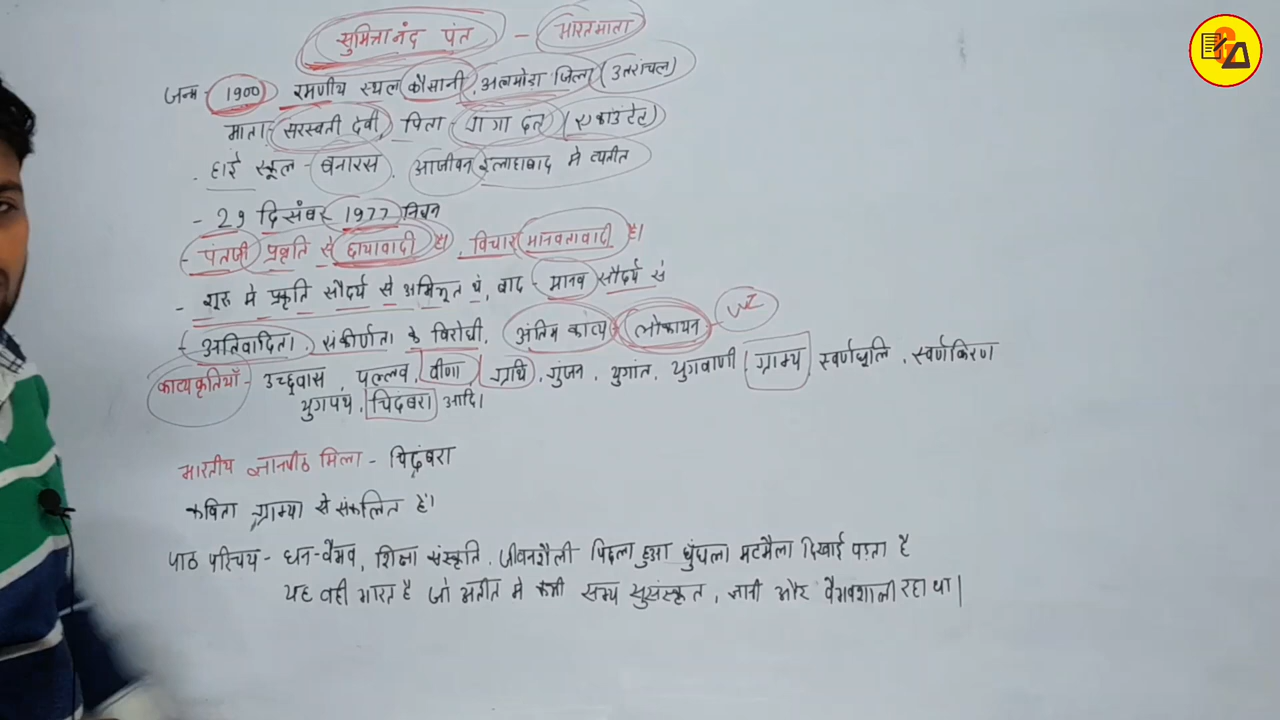 सुमित्रानंद पंत - भारतमाता
जन्म - 1900 रमणीय स्थल कौसानी, अल्मोड़ा जिला (उत्तरांचल)
माता - सरस्वती देवी, पिता गंगा दत्त (एकाउंटेंट)
. हाई स्कूल - बनारस, आजीवन इलाहाबाद मे व्यतीत
- 29 दिसंबर 1977 निधन
- पंतजी प्रकृति से छायावादी है। विचार मानवतावादी है।
- शुरू मे प्रकृति सौंदर्य से अभिभूत थे, बाद - मानव सौंदर्य से
- अतिवादिता, संकीर्णता के विरोधी, अंतिम काव्य - लोकायतन
काव्य कृतियाँ - उच्छ्वास, पल्लव, वीणा, ग्रंथि, गुंजन, युगांत, युगवाणी, ग्राम्य स्वर्णधूलि, स्वर्णकिरण
युगपथ, चिदंबरा आदि।
भारतीय ज्ञानपीठ मिला - चिदंबरा
कविता ग्राम्या से संकलित है।
पाठ परिचय - धन-वैभव, शिक्षा संस्कृति, जीवनशैली पिछला हुआ धुंधला मटमैला दिखाई पड़ता है
यह वही भारत है जो अतीत मे कभी सभ्य सुसंस्कृत, ज्ञानी और वैभवशाली रहा था|